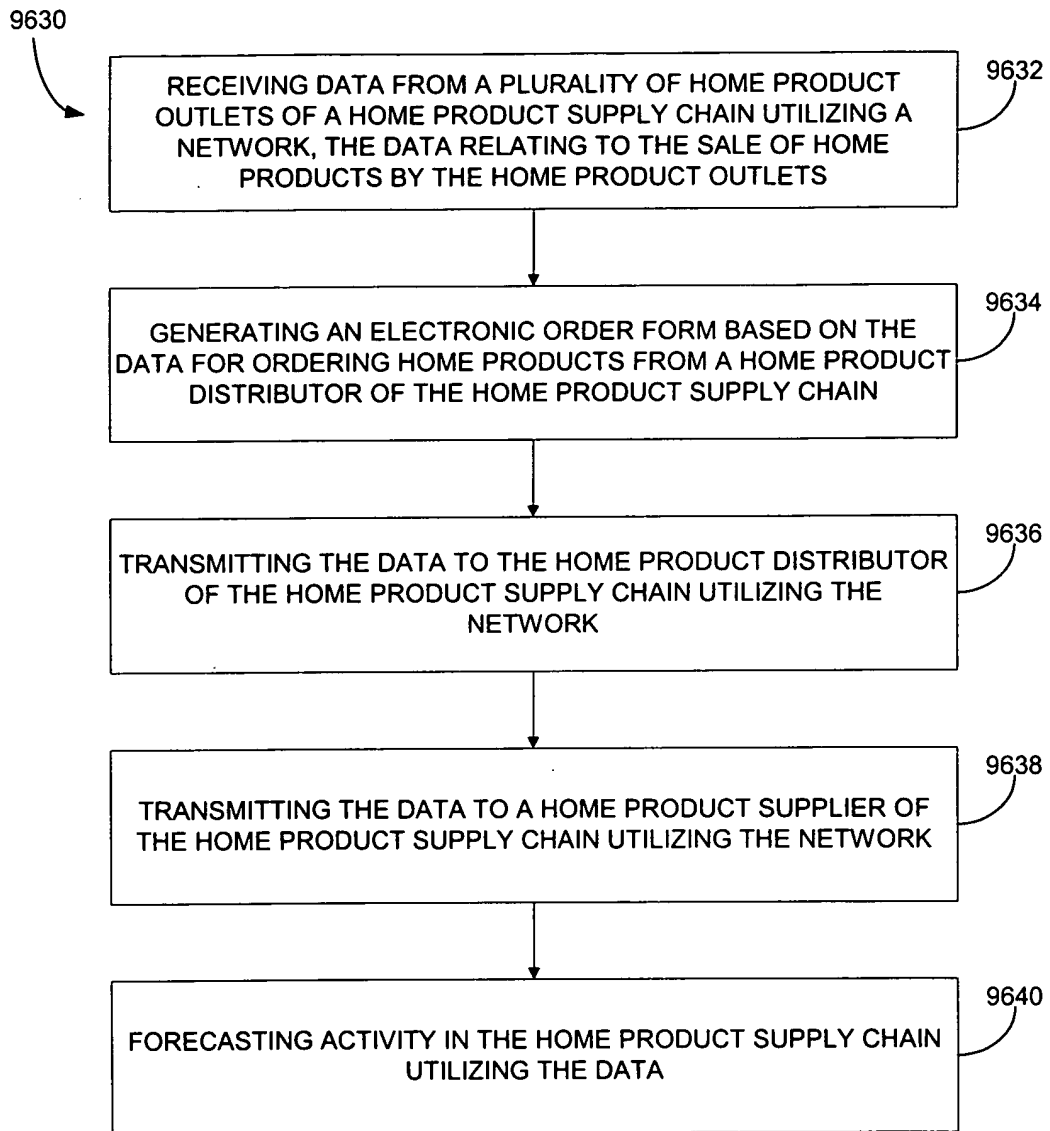 9630
RECEIVING DATA FROM A PLURALITY OF HOME PRODUCT
OUTLETS OF A HOME PRODUCT SUPPLY CHAIN UTILIZING A
NETWORK, THE DATA RELATING TO THE SALE OF HOME
PRODUCTS BY THE HOME PRODUCT OUTLETS
9632
GENERATING AN ELECTRONIC ORDER FORM BASED ON THE
DATA FOR ORDERING HOME PRODUCTS FROM A HOME PRODUCT
DISTRIBUTOR OF THE HOME PRODUCT SUPPLY CHAIN
9634
TRANSMITTING THE DATA TO THE HOME PRODUCT DISTRIBUTOR
OF THE HOME PRODUCT SUPPLY CHAIN UTILIZING THE
NETWORK
9636
TRANSMITTING THE DATA TO A HOME PRODUCT SUPPLIER OF
THE HOME PRODUCT SUPPLY CHAIN UTILIZING THE NETWORK
9638
FORECASTING ACTIVITY IN THE HOME PRODUCT SUPPLY CHAIN
UTILIZING THE DATA
9640